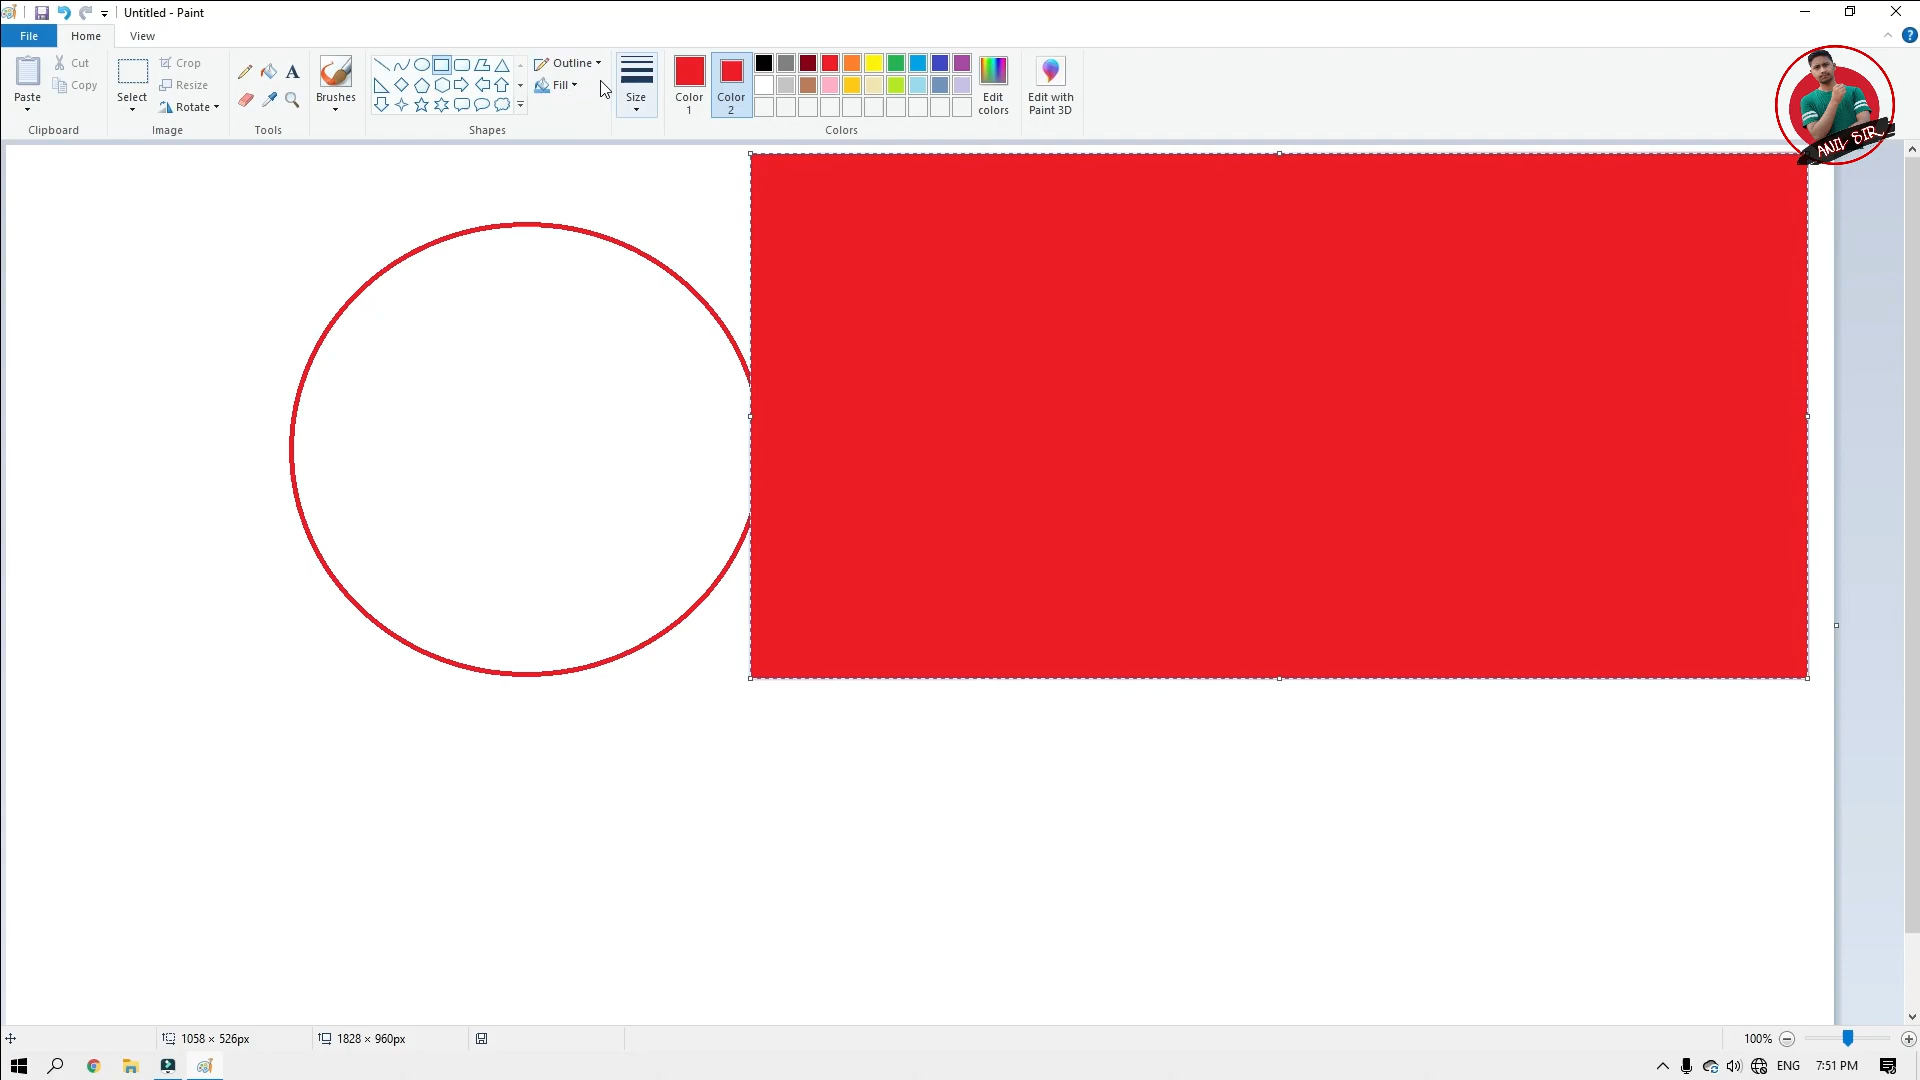 Untitled - Paint
File
Home
View
Paste
Cut
Copy
Clipboard
Select
Crop
Resize
Rotate
Image
Tools
Brushes
Outline
Fill
Shapes
Size
Color
1
Color
2
Edit
colors
Colors
Edit with
Paint 3D
ANIL SIR
1058 × 526px
1828 × 960px
100%
ENG
7:51 PM